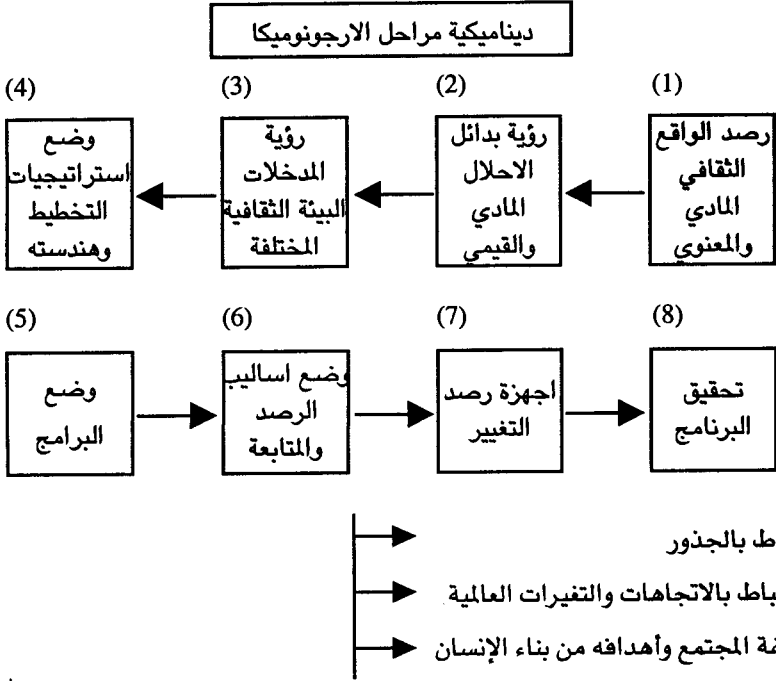 ديناميكية مراحل الارجونوميكا
(1)
رصد الواقع
الثقافي
المادي
والمعنوي
(2)
رؤية بدائل
الاحلال
المادي
والقيمي
(3)
رؤية
المدخلات
البيئة الثقافية
المختلفة
(4)
وضع
استراتيجيات
التخطيط
وهندسته
(5)
وضع
البرامج
(6)
وضع اساليب
الرصد
والمتابعة
(7)
اجهزة رصد
التغيير
(8)
تحقيق
البرنامج
بالجذور
بالاتجاهات والتغيرات العالمية
المجتمع وأهدافه من بناء الإنسان